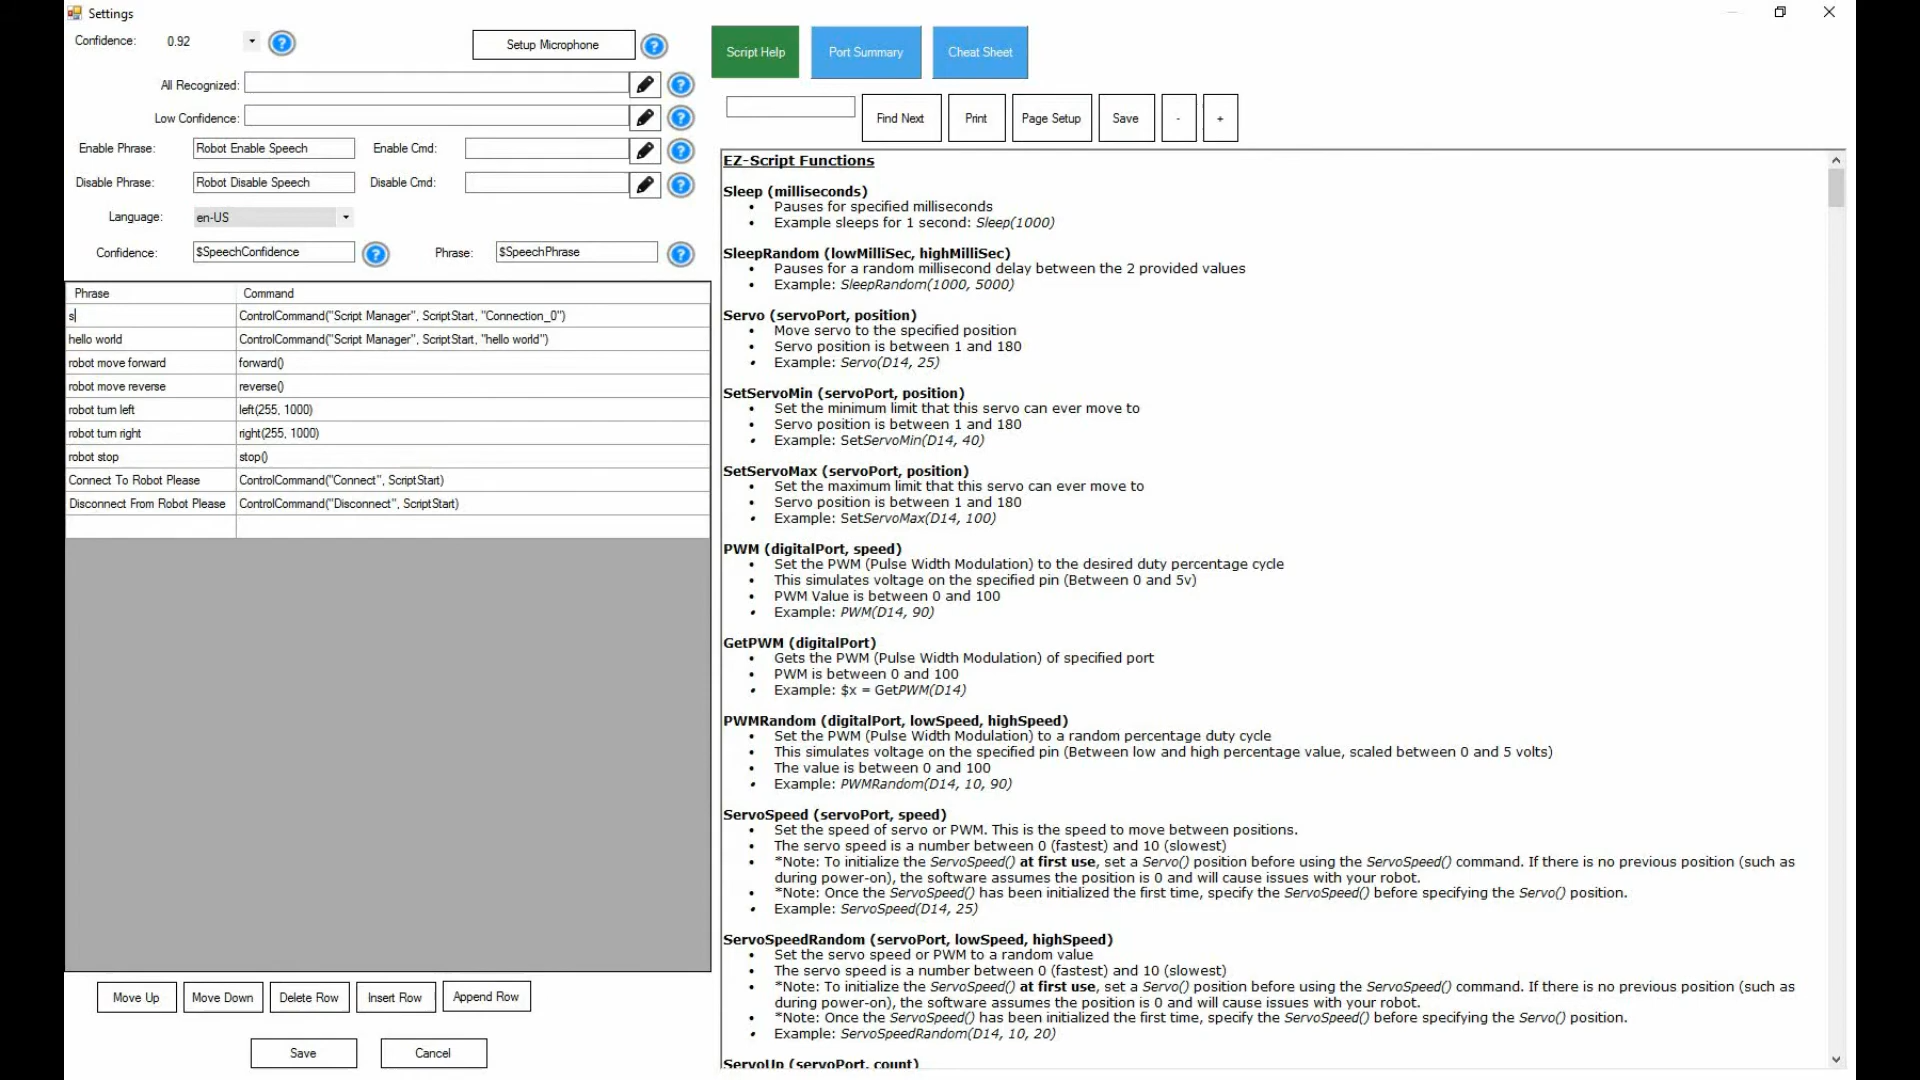 Settings
Confidence: 0.92
Setup Microphone
All Recognized:
Low Confidence:
Enable Phrase: Robot Enable Speech Enable Cmd:
Disable Phrase: Robot Disable Speech Disable Cmd:
Language: en-US
Confidence: $SpeechConfidence Phrase: $SpeechPhrase
Phrase Command
s ControlCommand("Script Manager", ScriptStart, "Connection_0")
hello world ControlCommand("Script Manager", ScriptStart, "hello world")
robot move forward forward()
robot move reverse reverse()
robot turn left left(255, 1000)
robot turn right right(255, 1000)
robot stop stop()
Connect To Robot Please ControlCommand("Connect", ScriptStart)
Disconnect From Robot Please ControlCommand("Disconnect", ScriptStart)
Move Up Move Down Delete Row Insert Row Append Row
Save Cancel
Script Help Port Summary Cheat Sheet
Find Next Print Page Setup Save - +
EZ-Script Functions
Sleep (milliseconds)
• Pauses for specified milliseconds
• Example sleeps for 1 second: Sleep(1000)
SleepRandom (lowMilliSec, highMilliSec)
• Pauses for a random millisecond delay between the 2 provided values
• Example: SleepRandom(1000, 5000)
Servo (servoPort, position)
• Move servo to the specified position
• Servo position is between 1 and 180
• Example: Servo(D14, 25)
SetServoMin (servoPort, position)
• Set the minimum limit that this servo can ever move to
• Servo position is between 1 and 180
• Example: SetServoMin(D14, 40)
SetServoMax (servoPort, position)
• Set the maximum limit that this servo can ever move to
• Servo position is between 1 and 180
• Example: SetServoMax(D14, 100)
PWM (digitalPort, speed)
• Set the PWM (Pulse Width Modulation) to the desired duty percentage cycle
• This simulates voltage on the specified pin (Between 0 and 5v)
• PWM Value is between 0 and 100
• Example: PWM(D14, 90)
GetPWM (digitalPort)
• Gets the PWM (Pulse Width Modulation) of specified port
• PWM is between 0 and 100
• Example: $x = GetPWM(D14)
PWMRandom (digitalPort, lowSpeed, highSpeed)
• Set the PWM (Pulse Width Modulation) to a random percentage duty cycle
• This simulates voltage on the specified pin (Between low and high percentage value, scaled between 0 and 5 volts)
• The value is between 0 and 100
• Example: PWMRandom(D14, 10, 90)
ServoSpeed (servoPort, speed)
• Set the speed of servo or PWM. This is the speed to move between positions.
• The servo speed is a number between 0 (fastest) and 10 (slowest)
• *Note: To initialize the ServoSpeed() at first use, set a Servo() position before using the ServoSpeed() command. If there is no previous position (such as
during power-on), the software assumes the position is 0 and will cause issues with your robot.
• *Note: Once the ServoSpeed() has been initialized the first time, specify the ServoSpeed() before specifying the Servo() position.
• Example: ServoSpeed(D14, 25)
ServoSpeedRandom (servoPort, lowSpeed, highSpeed)
• Set the servo speed or PWM to a random value
• The servo speed is a number between 0 (fastest) and 10 (slowest)
• *Note: To initialize the ServoSpeed() at first use, set a Servo() position before using the ServoSpeed() command. If there is no previous position (such as
during power-on), the software assumes the position is 0 and will cause issues with your robot.
• *Note: Once the ServoSpeed() has been initialized the first time, specify the ServoSpeed() before specifying the Servo() position.
• Example: ServoSpeedRandom(D14, 10, 20)
ServoUp (servoPort, count)